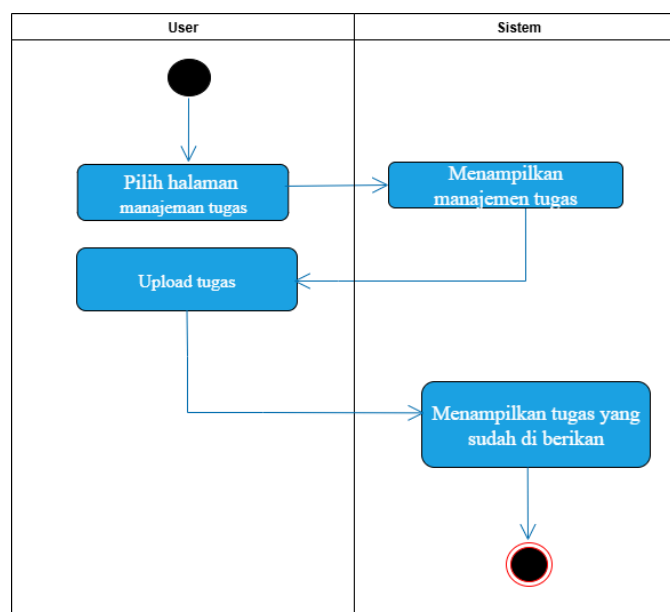 User
Sistem
Pilih halaman
manajeman tugas
Menampilkan
manajemen tugas
Upload tugas
Menampilkan tugas yang
sudah di berikan